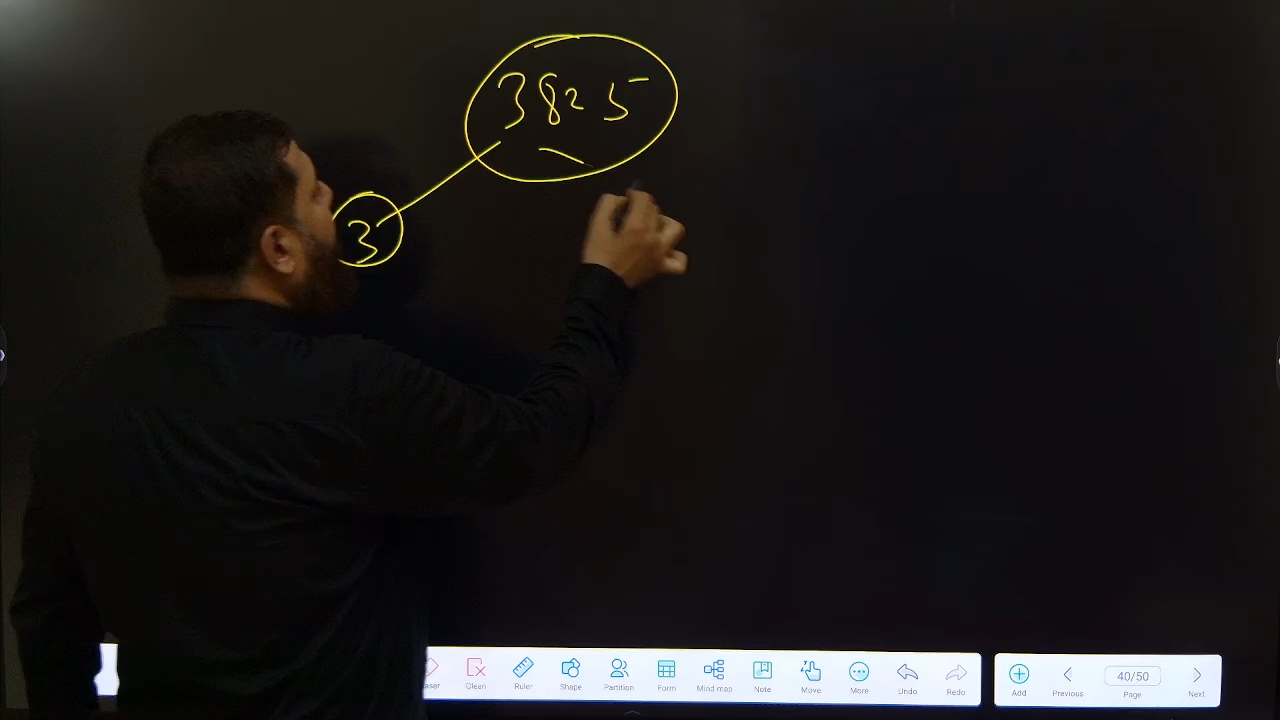 3825
3
aser Clean Ruler Shape Partition Form Mind map Note Move More Undo Redo
Add Previous 40/50 Page Next